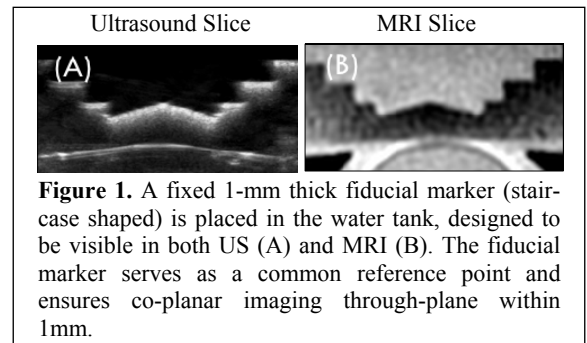 Ultrasound Slice MRI Slice
(A) (B)
Figure 1. A fixed 1-mm thick fiducial marker (stair-
case shaped) is placed in the water tank, designed to
be visible in both US (A) and MRI (B). The fiducial
marker serves as a common reference point and
ensures co-planar imaging through-plane within
1mm.